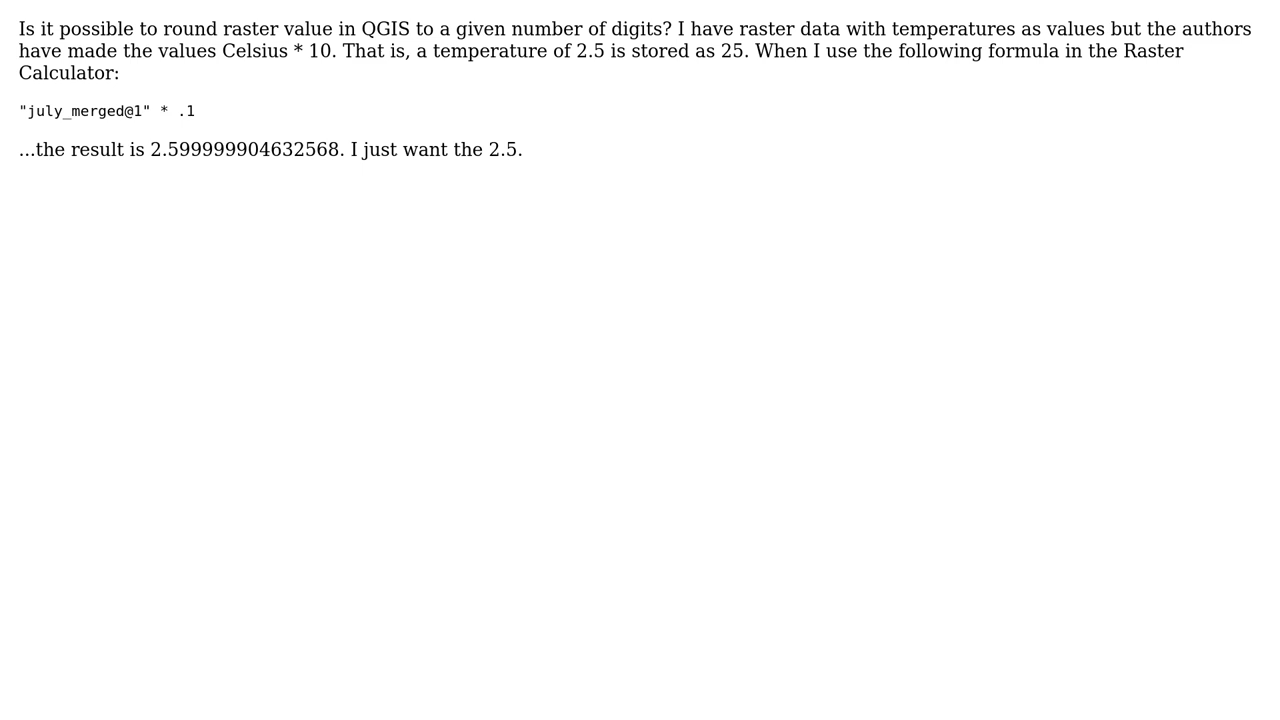 Is it possible to round raster value in QGIS to a given number of digits? I have raster data with temperatures as values but the authors
have made the values Celsius * 10. That is, a temperature of 2.5 is stored as 25. When I use the following formula in the Raster
Calculator:
"july_merged@1" * .1
...the result is 2.599999904632568. I just want the 2.5.